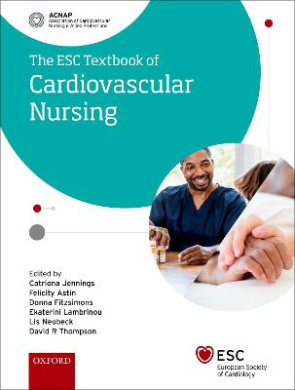 ACNAP
Association of Cardiovascular
Nursing & Allied Professions
The ESC Textbook of
Cardiovascular
Nursing
Edited by
Catriona Jennings
Felicity Astin
Donna Fitzsimons
Ekaterini Lambrinou
Lis Neubeck
David R Thompson
OXFORD
ESC
European Society
of Cardiology